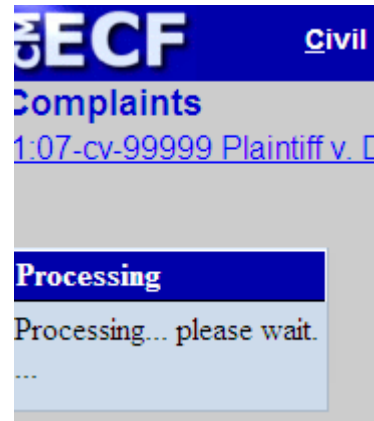 CM ECF Civil
Complaints
1:07-cv-99999 Plaintiff v. D
Processing
Processing... please wait.
...